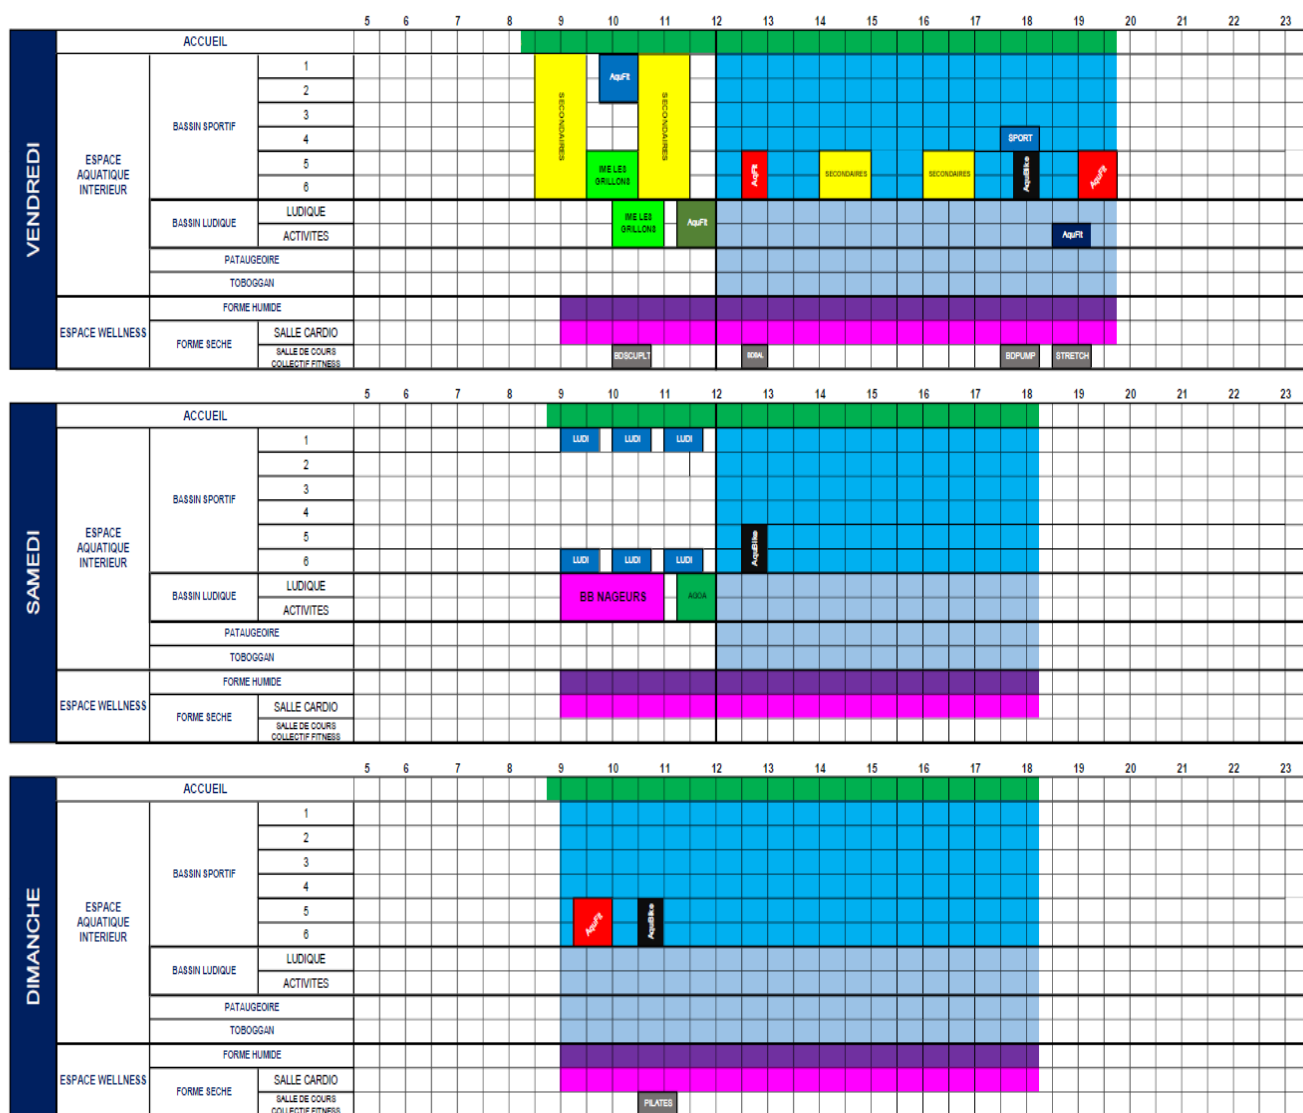 5 6 7 8 9 10 11 12 13 14 15 16 17 18 19 20 21 22 23
VENDREDI
ACCUEIL
ESPACE
AQUATIQUE
INTERIEUR
BASSIN SPORTIF
1
2
3
4
5
6
SECONDAIRES
AquFit
IME LES
GRILLONS
SECONDAIRES
AqFit
SECONDAIRES
SECONDAIRES
SPORT
AquBike
AquFit
BASSIN LUDIQUE
LUDIQUE
ACTIVITES
IME LES
GRILLONS
AquFit
AquFit
PATAUGEOIRE
TOBOGGAN
ESPACE WELLNESS
FORME HUMIDE
FORME SECHE
SALLE CARDIO
SALLE DE COURS
COLLECTIF FITNESS
BDSCUPLT
BDPUMP
STRETCH
5 6 7 8 9 10 11 12 13 14 15 16 17 18 19 20 21 22 23
SAMEDI
ACCUEIL
ESPACE
AQUATIQUE
INTERIEUR
BASSIN SPORTIF
1
2
3
4
5
6
LUDI LUDI LUDI
AquBike
LUDI LUDI LUDI
BASSIN LUDIQUE
LUDIQUE
ACTIVITES
BB NAGEURS
PATAUGEOIRE
TOBOGGAN
ESPACE WELLNESS
FORME HUMIDE
FORME SECHE
SALLE CARDIO
SALLE DE COURS
COLLECTIF FITNESS
5 6 7 8 9 10 11 12 13 14 15 16 17 18 19 20 21 22 23
DIMANCHE
ACCUEIL
ESPACE
AQUATIQUE
INTERIEUR
BASSIN SPORTIF
1
2
3
4
5
6
AquFit
AquBike
BASSIN LUDIQUE
LUDIQUE
ACTIVITES
PATAUGEOIRE
TOBOGGAN
ESPACE WELLNESS
FORME HUMIDE
FORME SECHE
SALLE CARDIO
SALLE DE COURS
COLLECTIF FITNESS
PILATES